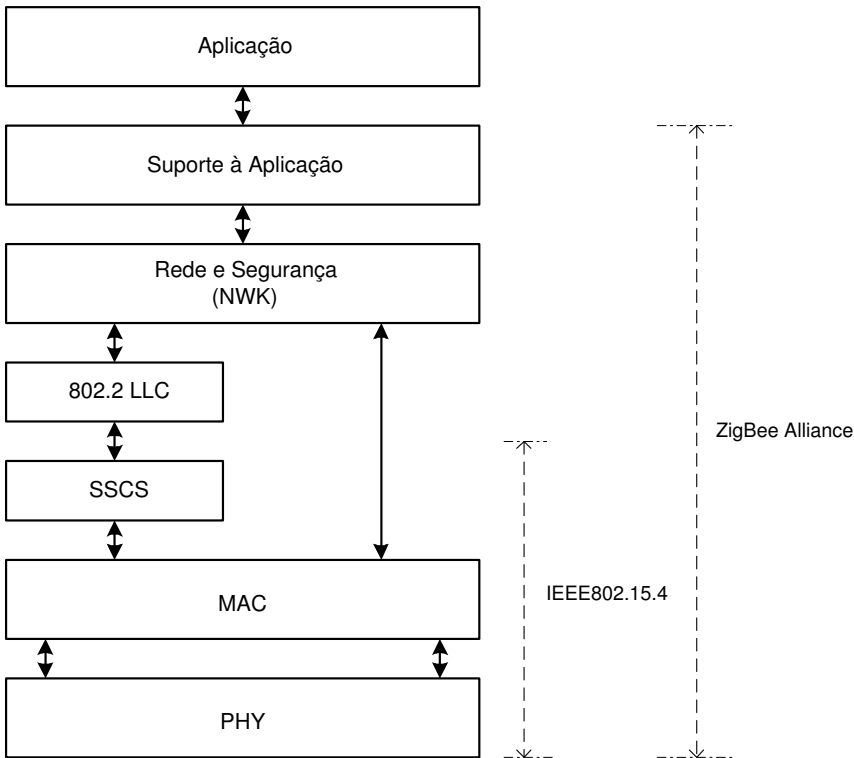 Aplicação
Suporte à Aplicação
Rede e Segurança
(NWK)
802.2 LLC
ZigBee Alliance
SSCS
IEEE802.15.4
MAC
PHY